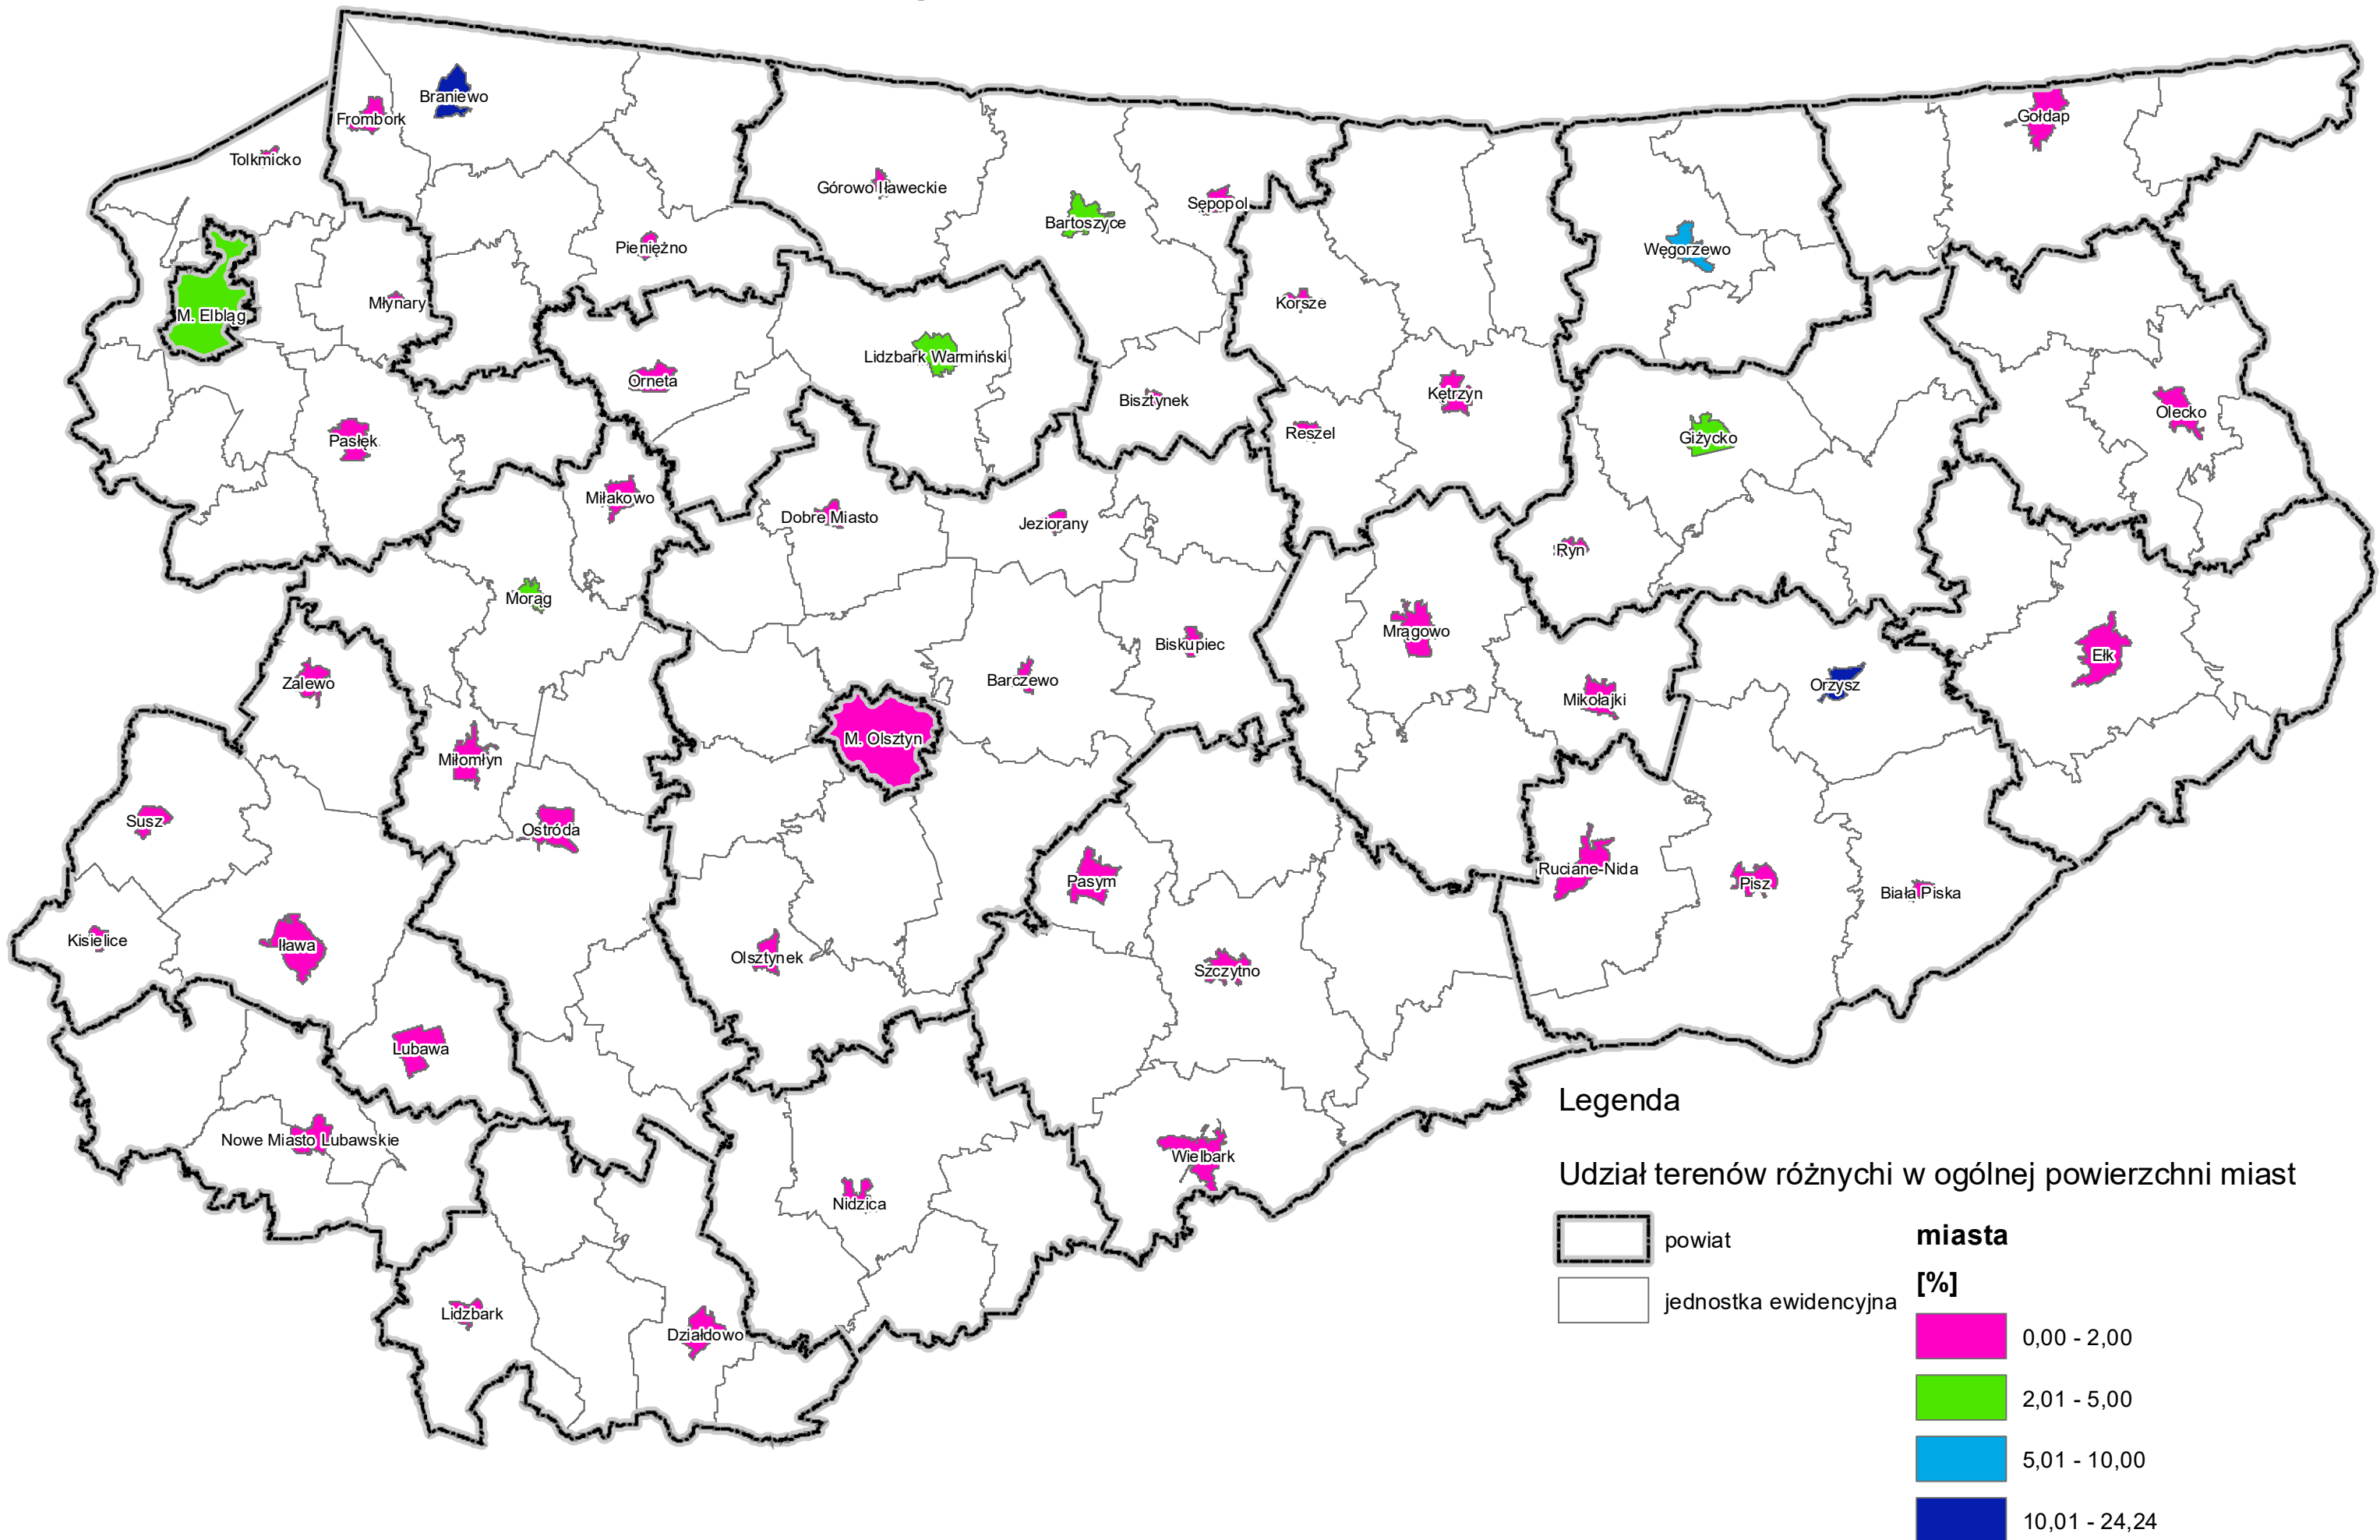 Braniewo
Frombork
Gołdap
Tolkmicko
Górowo Iławeckie
Sępopol
Bartoszyce
Pieniężno
Węgorzewo
Młynary
Korsze
M. Elbląg
Lidzbark Warmiński
Orneta
Kętrzyn
Bisztynek
Olecko
Reszel
Giżycko
Pasłęk
Miłakowo
Dobre Miasto
Jeziorany
Ryn
Morąg
Mrągowo
Biskupiec
Ełk
Barczewo
Zalewo
Orzysz
Mikołajki
M. Olsztyn
Miłomłyn
Susz
Ostróda
Ruciane-Nida
Pasym
Pisz
Biała Piska
Kisielice
Iława
Olsztynek
Szczytno
Lubawa
Nowe Miasto Lubawskie
Wielbark
Nidzica
Lidzbark
Działdowo
Legenda
Udział terenów różnychi w ogólnej powierzchni miast
powiat
jednostka ewidencyjna
miasta
[%]
0,00 - 2,00
2,01 - 5,00
5,01 - 10,00
10,01 - 24,24